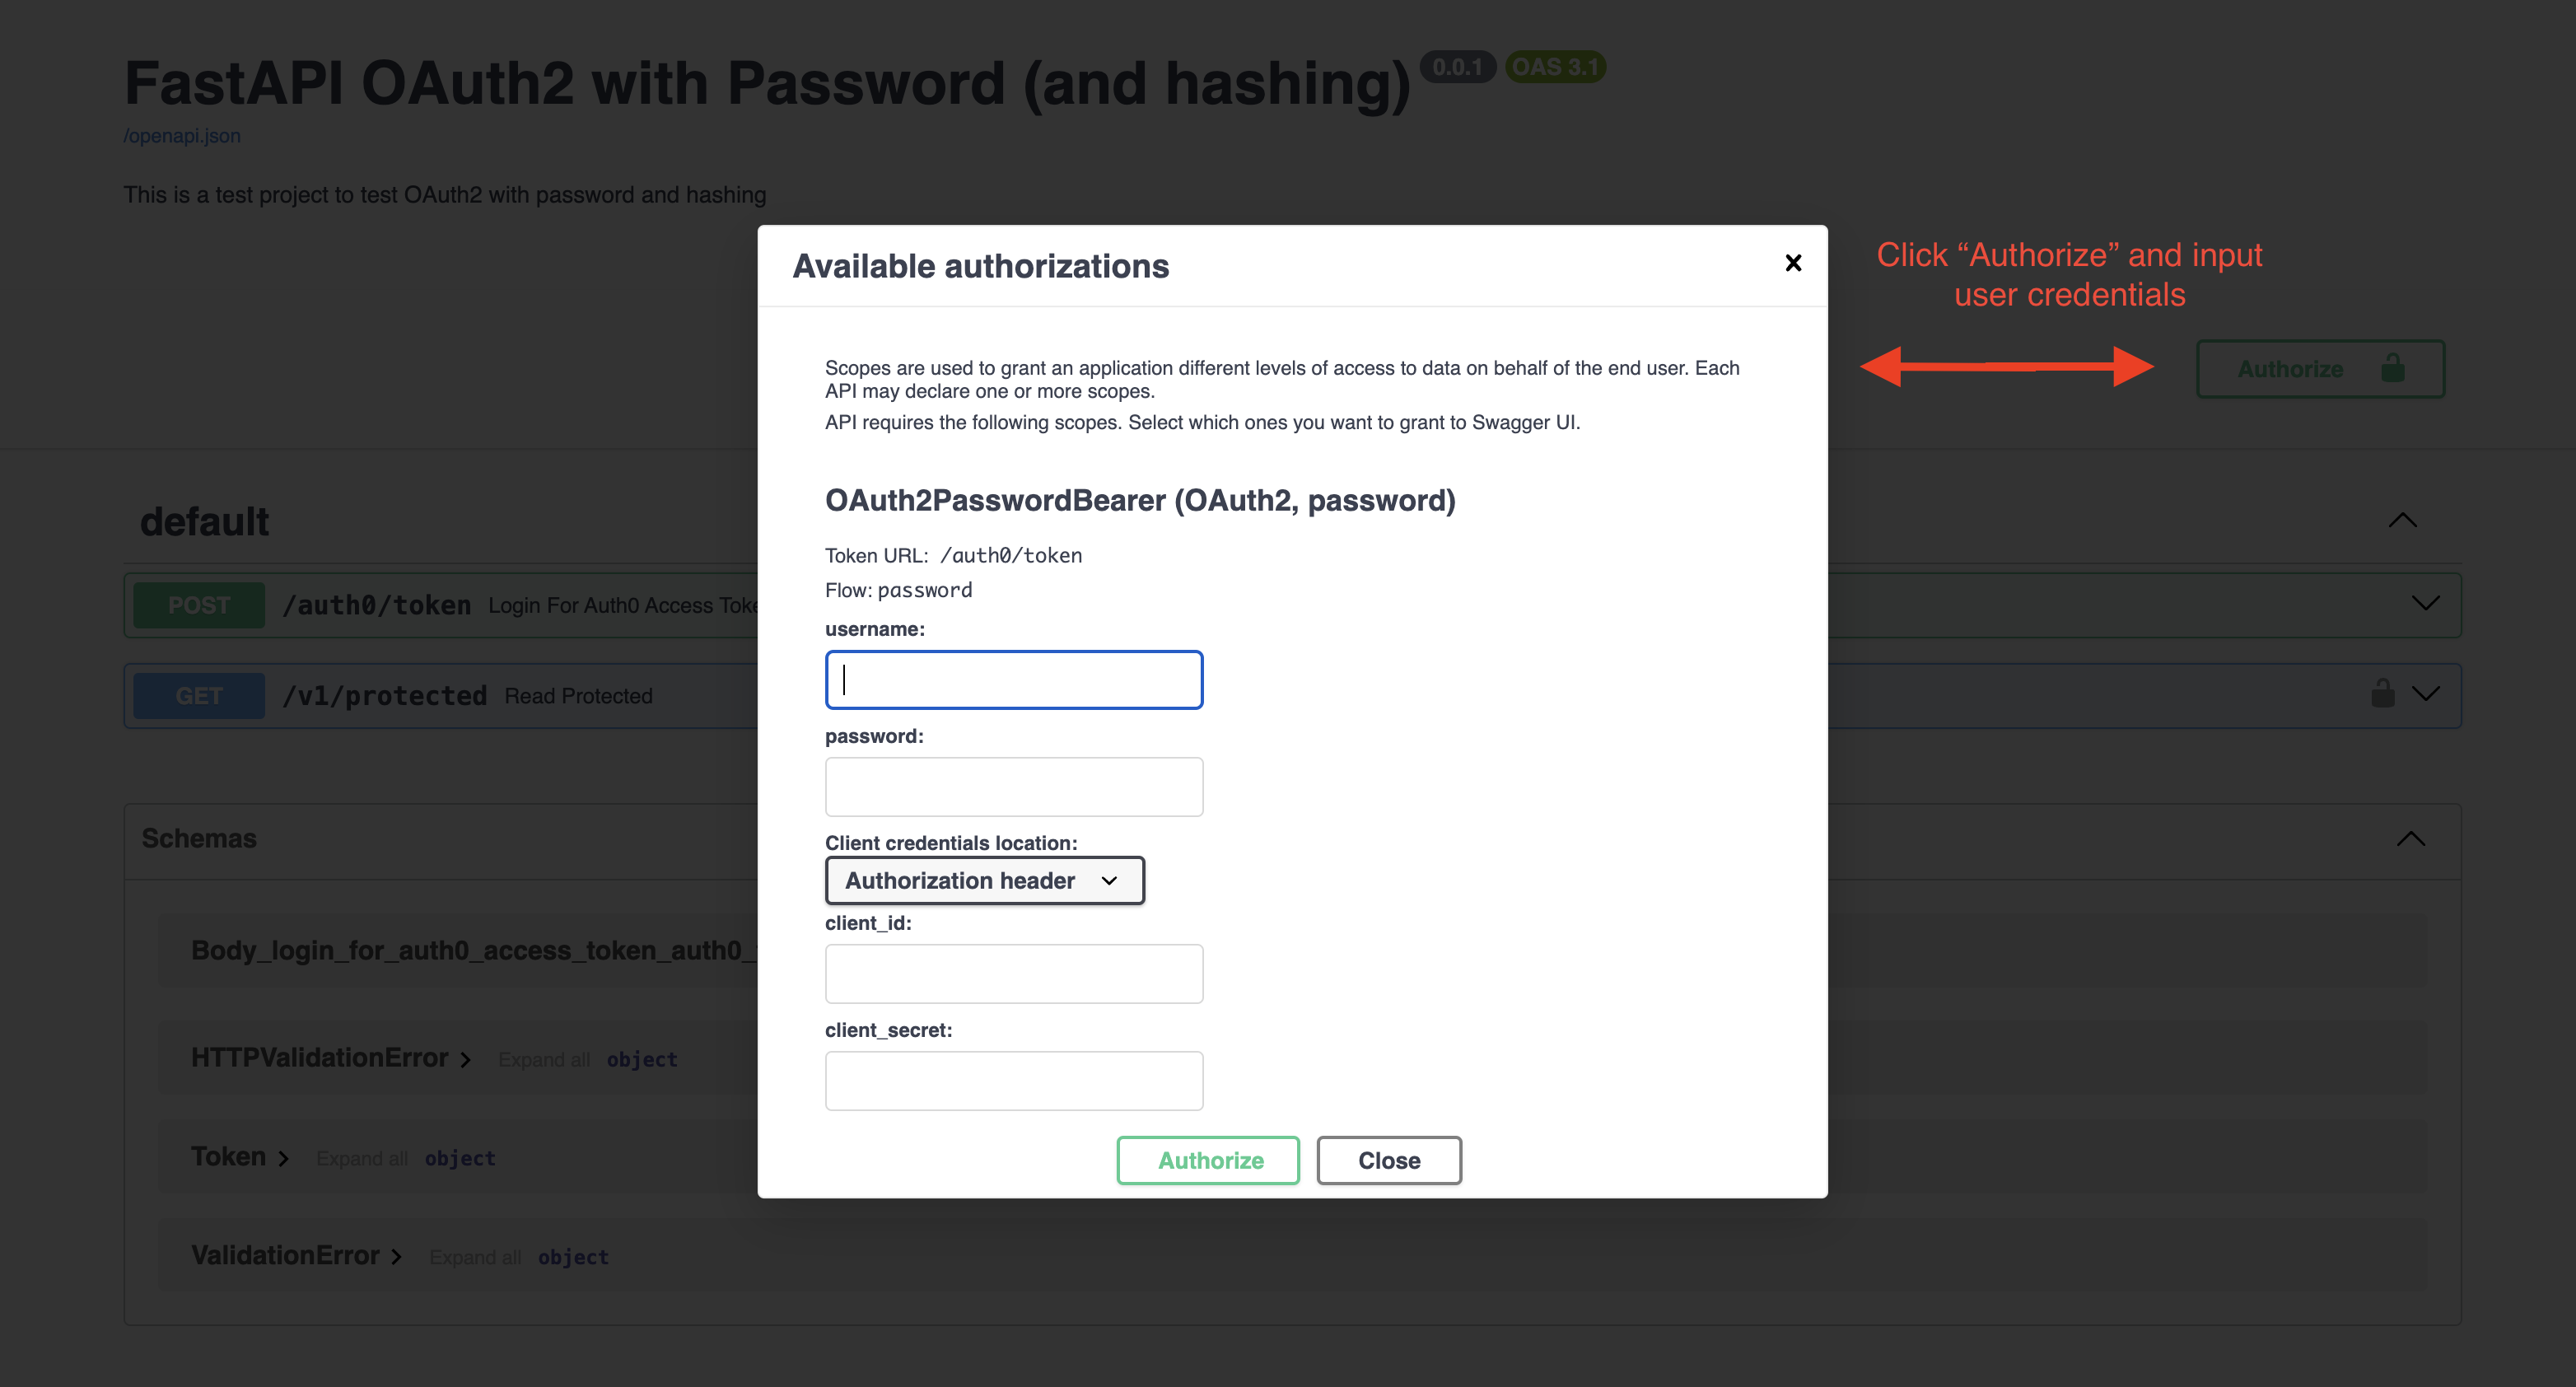 FastAPI OAuth2 with Password (and hashing) 0.0.1 OAS 3.1
/openapi.json
This is a test project to test OAuth2 with password and hashing
Click “Authorize” and input
user credentials
Authorize
Available authorizations
Scopes are used to grant an application different levels of access to data on behalf of the end user. Each
API may declare one or more scopes.
API requires the following scopes. Select which ones you want to grant to Swagger UI.
OAuth2PasswordBearer (OAuth2, password)
Token URL: /auth0/token
Flow: password
username:
password:
Client credentials location:
Authorization header
client_id:
client_secret:
Authorize Close
default
POST /auth0/token Login For Auth0 Access
GET /v1/protected Read Protected
Schemas
Body_login_for_auth0_access_token_auth0_
HTTPValidationError Expand all object
Token Expand all object
ValidationError Expand all object